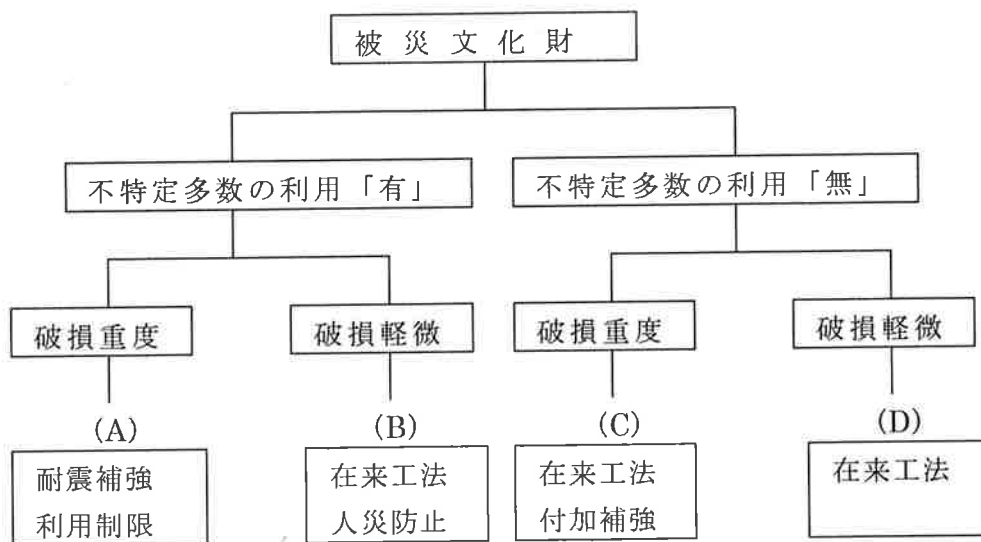 被災文化財
不特定多数の利用「有」
不特定多数の利用「無」
破損重度
破損軽微
破損重度
破損軽微
(A)
(B)
(C)
(D)
耐震補強
利用制限
在来工法
人災防止
在来工法
付加補強
在来工法